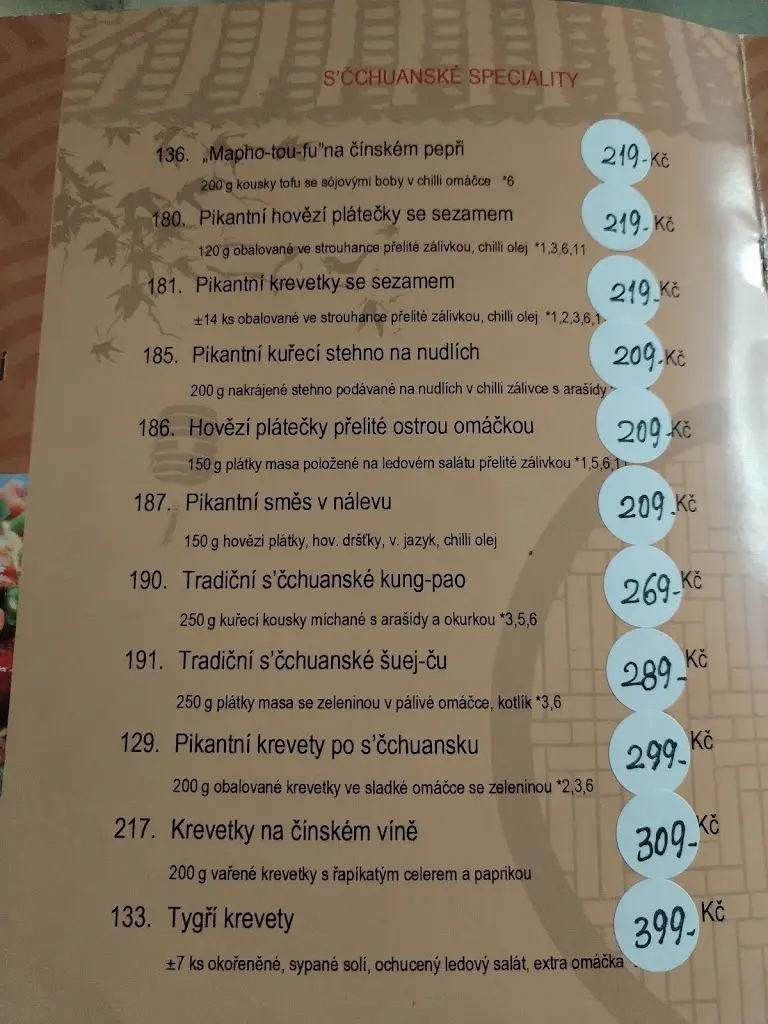 S'ČCHUANSKÉ SPECIALITY
136. „Mapho-tou-fu"na čínském pepři 219-Kč
200 g kousky tofu se sójovými boby v chilli omáčce *6
180. Pikantní hovězí plátečky se sezamem 219-Kč
120 g obalované ve strouhance přelité zálivkou, chilli olej *1,3,6,11
181. Pikantní krevetky se sezamem 219-Kč
±14 ks obalované ve strouhance přelité zálivkou, chilli olej *1,2,3,6,1
185. Pikantní kuřecí stehno na nudlích 209-Kč
200 g nakrájené stehno podávané na nudlích v chilli zálivce s arašídy
186. Hovězí plátečky přelité ostrou omáčkou 209-Kč
150 g plátky masa položené na ledovém salátu přelité zálivkou *1,5,6,11
187. Pikantní směs v nálevu 209-Kč
150 g hovězí plátky, hov. dršťky, v. jazyk, chilli olej
190. Tradiční s'čchuanské kung-pao 269-Kč
250 g kuřecí kousky míchané s arašídy a okurkou *3,5,6
191. Tradiční s'čchuanské šuej-ču 289-Kč
250 g plátky masa se zeleninou v pálivé omáčce, kotlík *3,6
129. Pikantní krevety po s'čchuansku 299-Kč
200 g obalované krevetky ve sladké omáčce se zeleninou *2,3,6
217. Krevetky na čínském víně 309-Kč
200 g vařené krevetky s řapíkatým celerem a paprikou
133. Tygří krevety 399-Kč
±7 ks okořeněné, sypané solí, ochucený ledový salát, extra omáčka